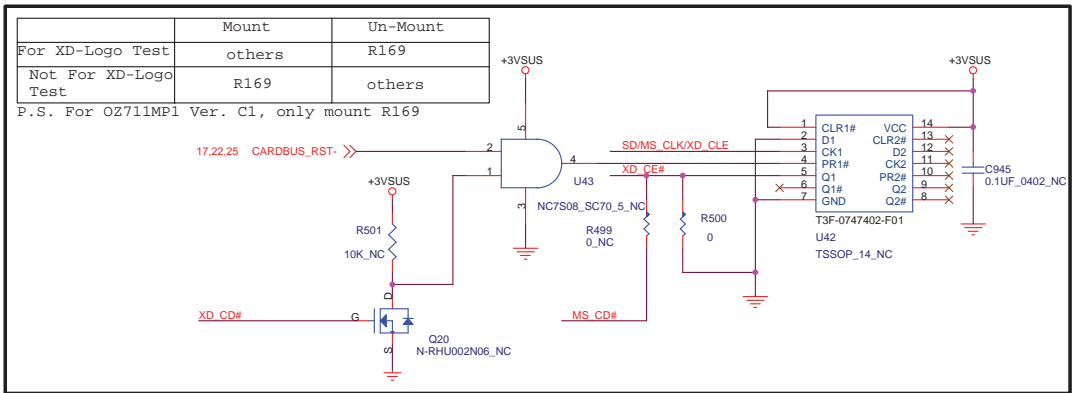 Mount Un-Mount
For XD-Logo Test others R169
Not For XD-Logo Test R169 others
P.S. For OZ711MP1 Ver. C1, only mount R169
+3VSUS
+3VSUS
17,22,25 CARDBUS_RST-
2
1
5
4
3
U43
NC7S08_SC70_5_NC
+3VSUS
R501
10K_NC
XD_CD#
G
D
S
Q20
N-RHU002N06_NC
SD/MS_CLK/XD_CLE
XD_CE#
R499
0_NC
R500
0
MS_CD#
1 CLR1# VCC 14
2 D1 CLR2# 13
3 CK1 D2 12
4 PR1# CK2 11
5 Q1 PR2# 10
6 Q1# Q2 9
7 GND Q2# 8
T3F-0747402-F01
U42
TSSOP_14_NC
C945
0.1UF_0402_NC